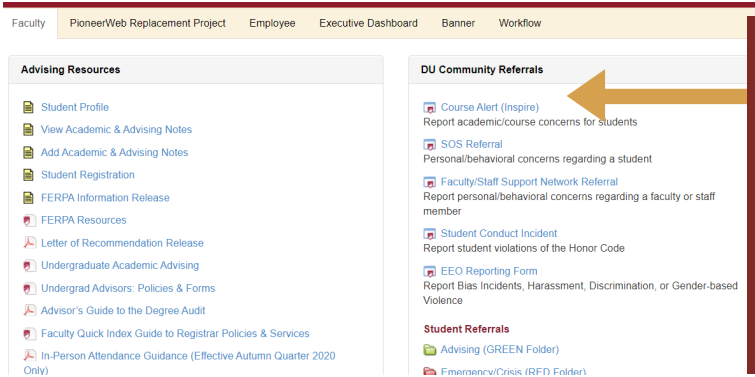 Faculty PioneerWeb Replacement Project Employee Executive Dashboard Banner Workflow
Advising Resources
Student Profile
View Academic & Advising Notes
Add Academic & Advising Notes
Student Registration
FERPA Information Release
FERPA Resources
Letter of Recommendation Release
Undergraduate Academic Advising
Undergrad Advisors: Policies & Forms
Advisor's Guide to the Degree Audit
Faculty Quick Index Guide to Registrar Policies & Services
In-Person Attendance Guidance (Effective Autumn Quarter 2020
Only)
DU Community Referrals
Course Alert (Inspire)
Report academic/course concerns for students
SOS Referral
Personal/behavioral concerns regarding a student
Faculty/Staff Support Network Referral
Report personal/behavioral concerns regarding a faculty or staff
member
Student Conduct Incident
Report student violations of the Honor Code
EEO Reporting Form
Report Bias Incidents, Harassment, Discrimination, or Gender-based
Violence
Student Referrals
Advising (GREEN Folder)
Emergency/Crisis (RED Folder)